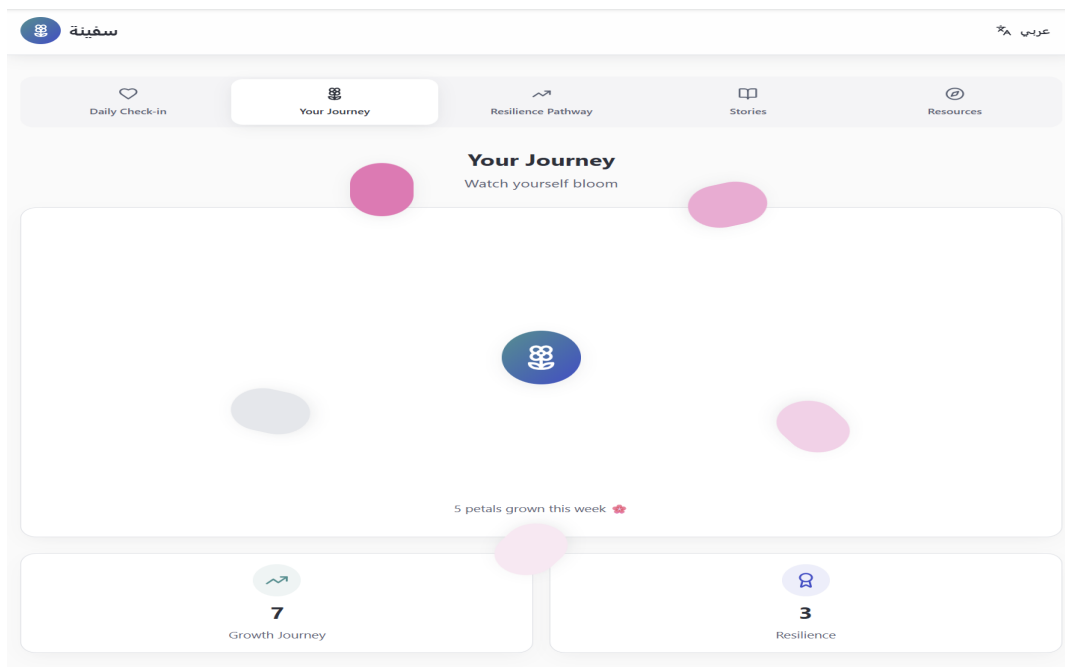 سفينة
عربي
Daily Check-in
Your Journey
Resilience Pathway
Stories
Resources
Your Journey
Watch yourself bloom
5 petals grown this week 🌸
7
Growth Journey
3
Resilience